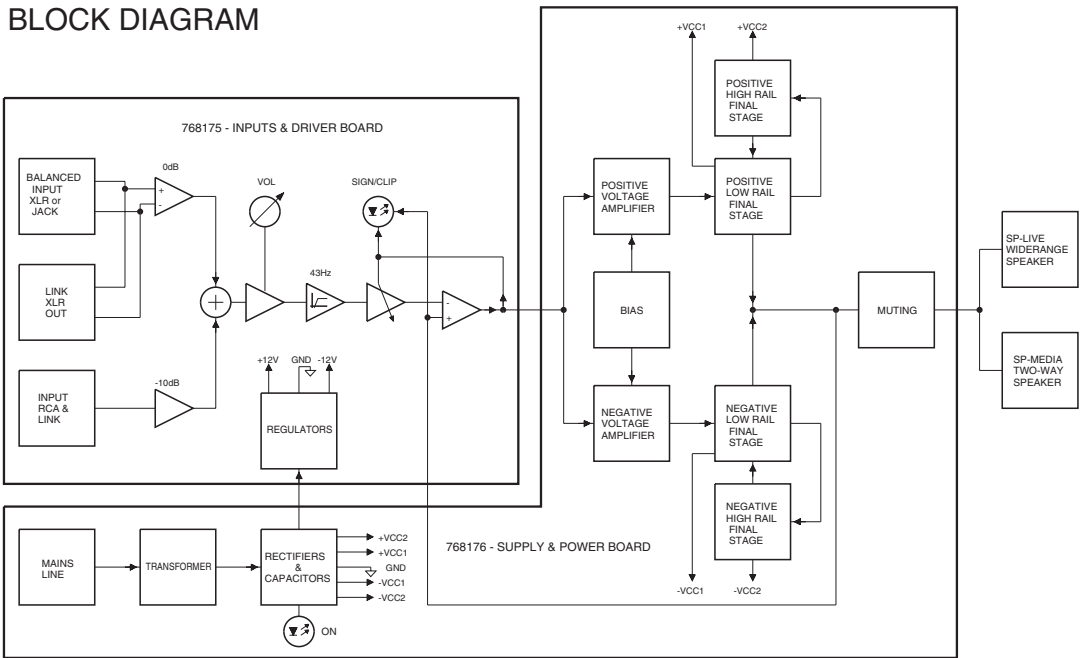 BLOCK DIAGRAM
768175 - INPUTS & DRIVER BOARD
BALANCED
INPUT
XLR or
JACK
0dB
+
-
VOL
SIGN/CLIP
LINK
XLR
OUT
43Hz
-
+
INPUT
RCA &
LINK
-10dB
+12V
GND
-12V
REGULATORS
+VCC1
+VCC2
POSITIVE
HIGH RAIL
FINAL
STAGE
POSITIVE
VOLTAGE
AMPLIFIER
POSITIVE
LOW RAIL
FINAL
STAGE
BIAS
MUTING
SP-LIVE
WIDERANGE
SPEAKER
SP-MEDIA
TWO-WAY
SPEAKER
NEGATIVE
VOLTAGE
AMPLIFIER
NEGATIVE
LOW RAIL
FINAL
STAGE
NEGATIVE
HIGH RAIL
FINAL
STAGE
-VCC1
-VCC2
768176 - SUPPLY & POWER BOARD
MAINS
LINE
TRANSFORMER
RECTIFIERS
&
CAPACITORS
+VCC2
+VCC1
GND
-VCC1
-VCC2
ON